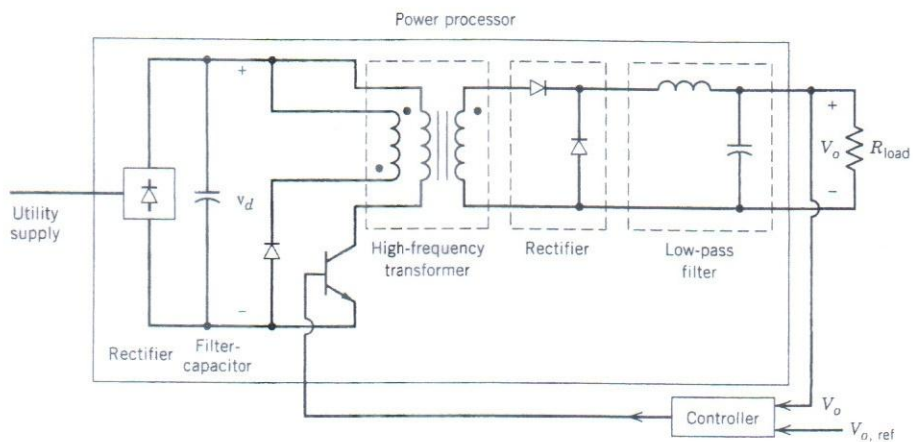 Power processor
+
+
Utility
supply
v_d
V_o
R_load
High-frequency
transformer
Rectifier
Low-pass
filter
-
-
Rectifier
Filter-
capacitor
Controller
V_o
V_o, ref